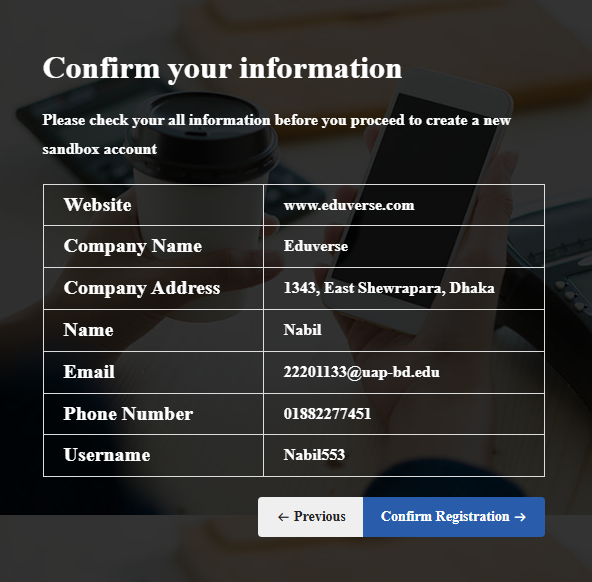 Confirm your information
Please check your all information before you proceed to create a new
sandbox account
Website www.eduverse.com
Company Name Eduverse
Company Address 1343, East Shewrapara, Dhaka
Name Nabil
Email 22201133@uap-bd.edu
Phone Number 01882277451
Username Nabil553
← Previous Confirm Registration →